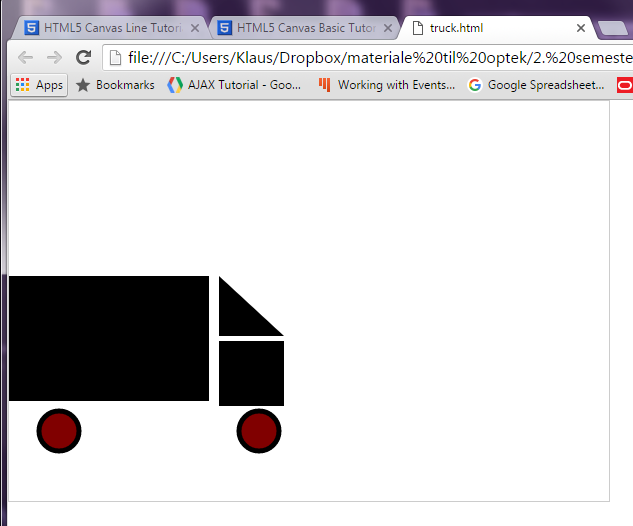 HTML5 Canvas Line Tutori
HTML5 Canvas Basic Tutor
truck.html
file:///C:/Users/Klaus/Dropbox/materiale%20til%20optek/2.%20semeste
Apps
Bookmarks
AJAX Tutorial - Goo...
Working with Events...
Google Spreadsheet...